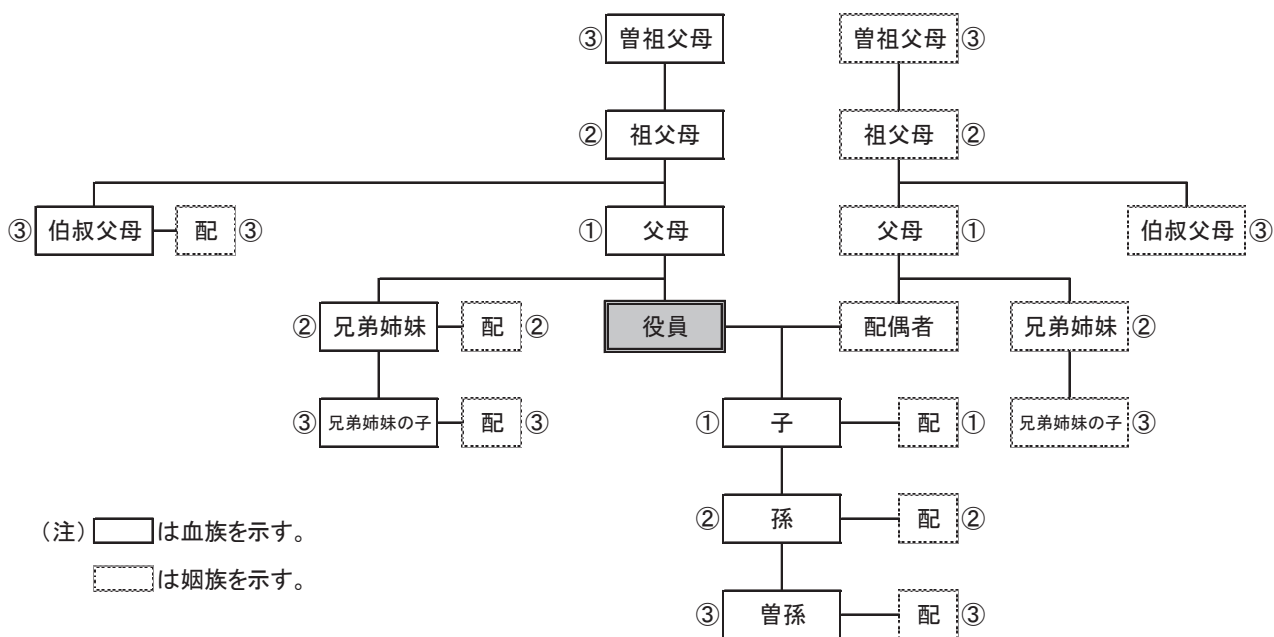 ③ 曽祖父母 曽祖父母 ③
② 祖父母 祖父母 ②
③ 伯叔父母 配 ③ ① 父母 父母 ① 伯叔父母 ③
② 兄弟姉妹 配 ② 役員 配偶者 兄弟姉妹 ②
③ 兄弟姉妹の子 配 ③ ① 子 配 ① 兄弟姉妹の子 ③
② 孫 配 ②
③ 曽孫 配 ③
（注） は血族を示す。
は姻族を示す。